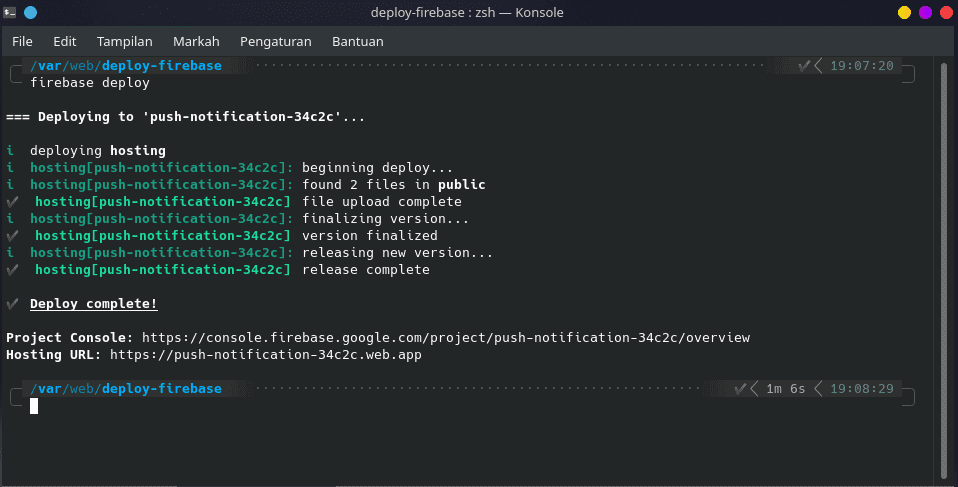 deploy-firebase : zsh — Konsole
File Edit Tampilan Markah Pengaturan Bantuan
/var/web/deploy-firebase 19:07:20
firebase deploy
=== Deploying to 'push-notification-34c2c'...
i deploying hosting
i hosting[push-notification-34c2c]: beginning deploy...
i hosting[push-notification-34c2c]: found 2 files in public
✔ hosting[push-notification-34c2c] file upload complete
i hosting[push-notification-34c2c]: finalizing version...
✔ hosting[push-notification-34c2c] version finalized
i hosting[push-notification-34c2c]: releasing new version...
✔ hosting[push-notification-34c2c] release complete
✔ Deploy complete!
Project Console: https://console.firebase.google.com/project/push-notification-34c2c/overview
Hosting URL: https://push-notification-34c2c.web.app
/var/web/deploy-firebase 1m 6s 19:08:29